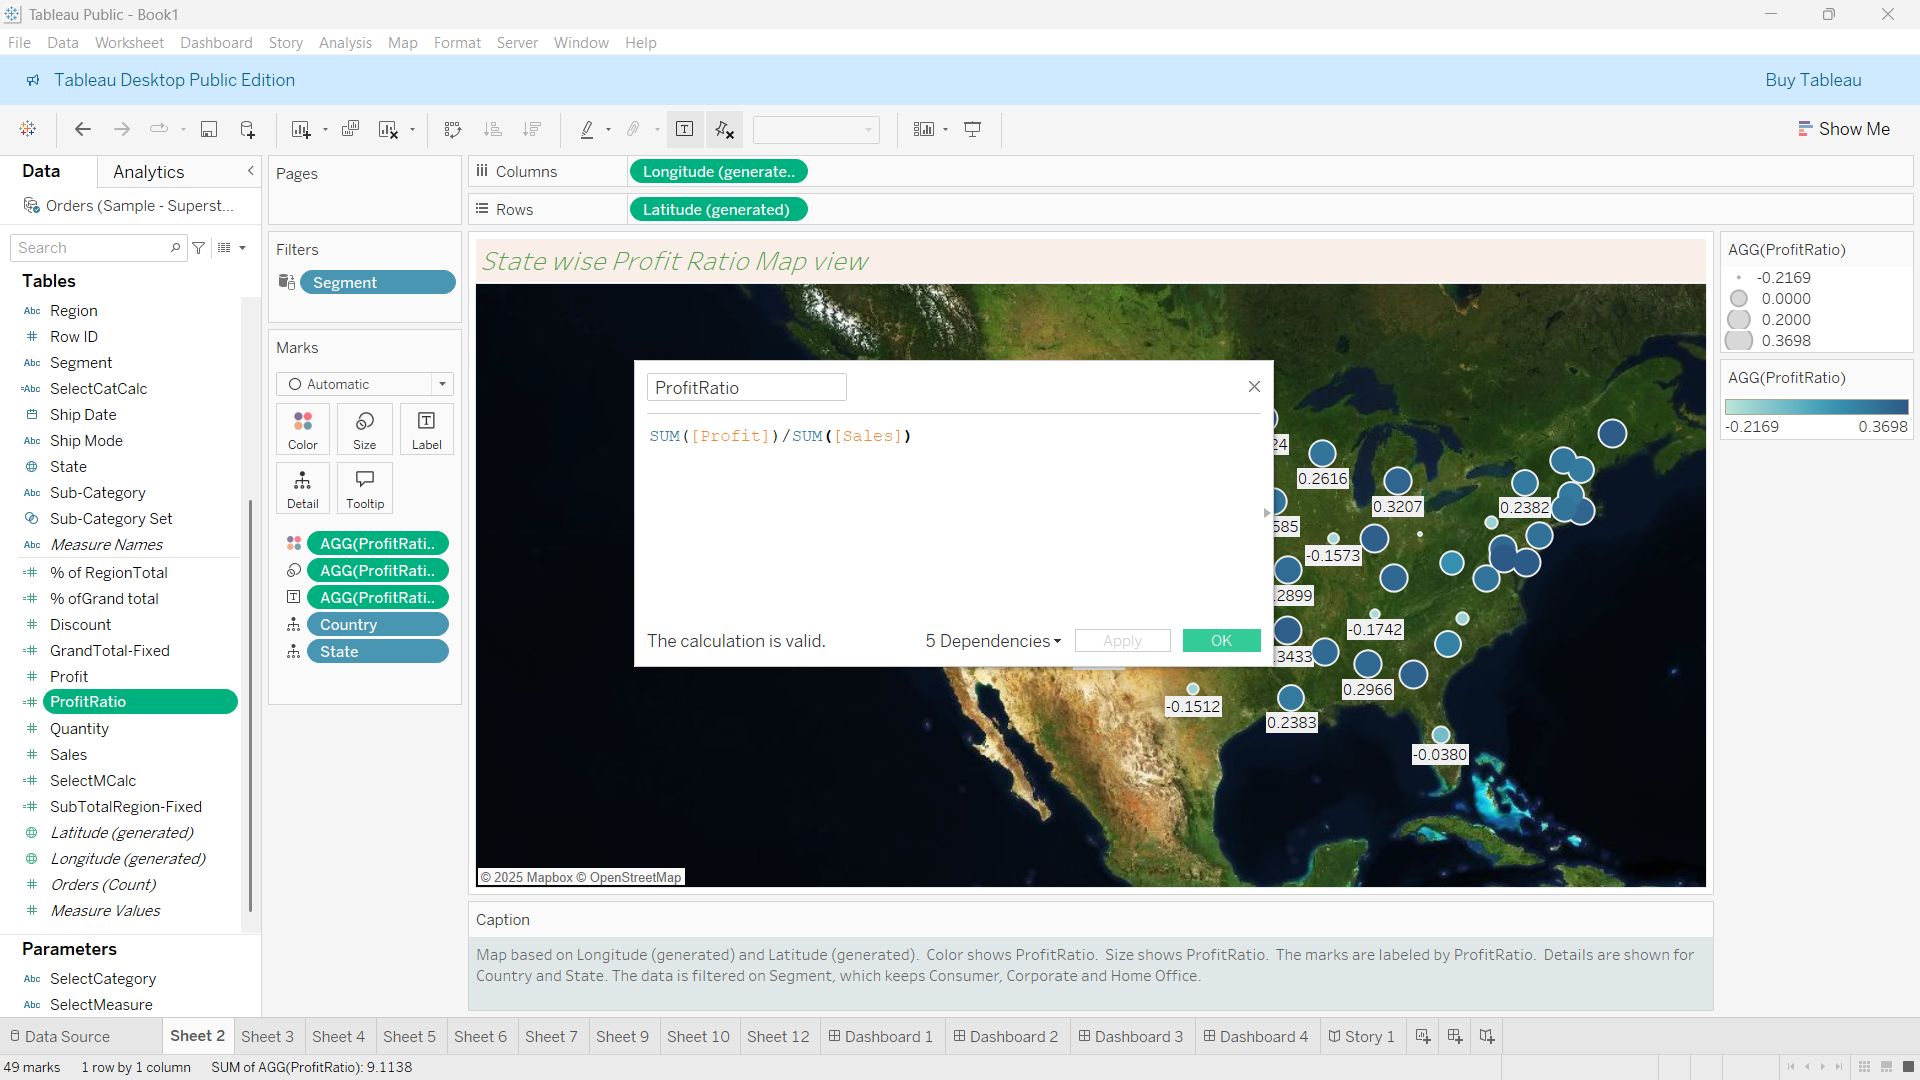 Tableau Public - Book1
File Data Worksheet Dashboard Story Analysis Map Format Server Window Help
Tableau Desktop Public Edition
Buy Tableau
Show Me
Data
Analytics
Orders (Sample - Superst...
Search
Tables
Abc Region
Row ID
Abc Segment
=Abc SelectCatCalc
Ship Date
Abc Ship Mode
State
Abc Sub-Category
Sub-Category Set
Abc Measure Names
=# % of RegionTotal
=# % ofGrand total
# Discount
=# GrandTotal-Fixed
# Profit
=# ProfitRatio
# Quantity
# Sales
=# SelectMCalc
=# SubTotalRegion-Fixed
Latitude (generated)
Longitude (generated)
# Orders (Count)
# Measure Values
Parameters
Abc SelectCategory
Abc SelectMeasure
Pages
Filters
Segment
Marks
Automatic
Color
Size
Label
Detail
Tooltip
AGG(ProfitRati..
AGG(ProfitRati..
AGG(ProfitRati..
Country
State
Columns
Longitude (generate..
Rows
Latitude (generated)
State wise Profit Ratio Map view
ProfitRatio
SUM([Profit])/SUM([Sales])
The calculation is valid.
5 Dependencies
Apply
OK
24
0.2616
0.3207
0.2382
585
-0.1573
.2899
-0.1742
.3433
0.2966
-0.1512
0.2383
-0.0380
© 2025 Mapbox © OpenStreetMap
AGG(ProfitRatio)
-0.2169
0.0000
0.2000
0.3698
AGG(ProfitRatio)
-0.2169
0.3698
Caption
Map based on Longitude (generated) and Latitude (generated). Color shows ProfitRatio. Size shows ProfitRatio. The marks are labeled by ProfitRatio. Details are shown for
Country and State. The data is filtered on Segment, which keeps Consumer, Corporate and Home Office.
Data Source
Sheet 2
Sheet 3
Sheet 4
Sheet 5
Sheet 6
Sheet 7
Sheet 9
Sheet 10
Sheet 12
Dashboard 1
Dashboard 2
Dashboard 3
Dashboard 4
Story 1
49 marks
1 row by 1 column
SUM of AGG(ProfitRatio): 9.1138